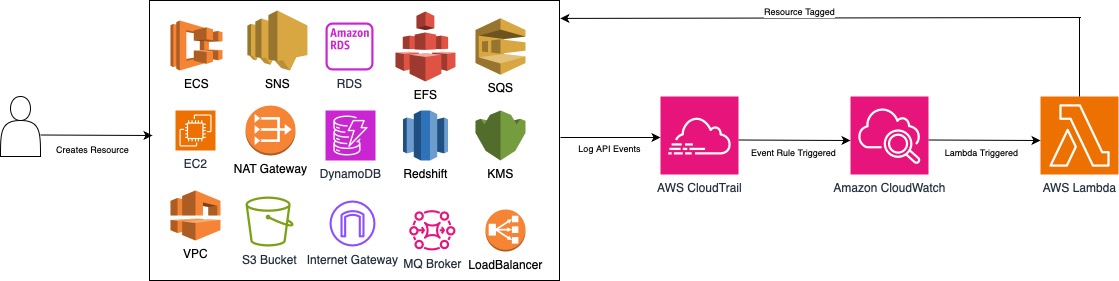 Resource Tagged
Amazon
RDS
ECS
SNS
RDS
EFS
SQS
Creates Resource
Log API Events
Event Rule Triggered
Lambda Triggered
EC2
NAT Gateway
DynamoDB
Redshift
KMS
AWS CloudTrail
Amazon CloudWatch
AWS Lambda
VPC
S3 Bucket
Internet Gateway
MQ Broker
LoadBalancer